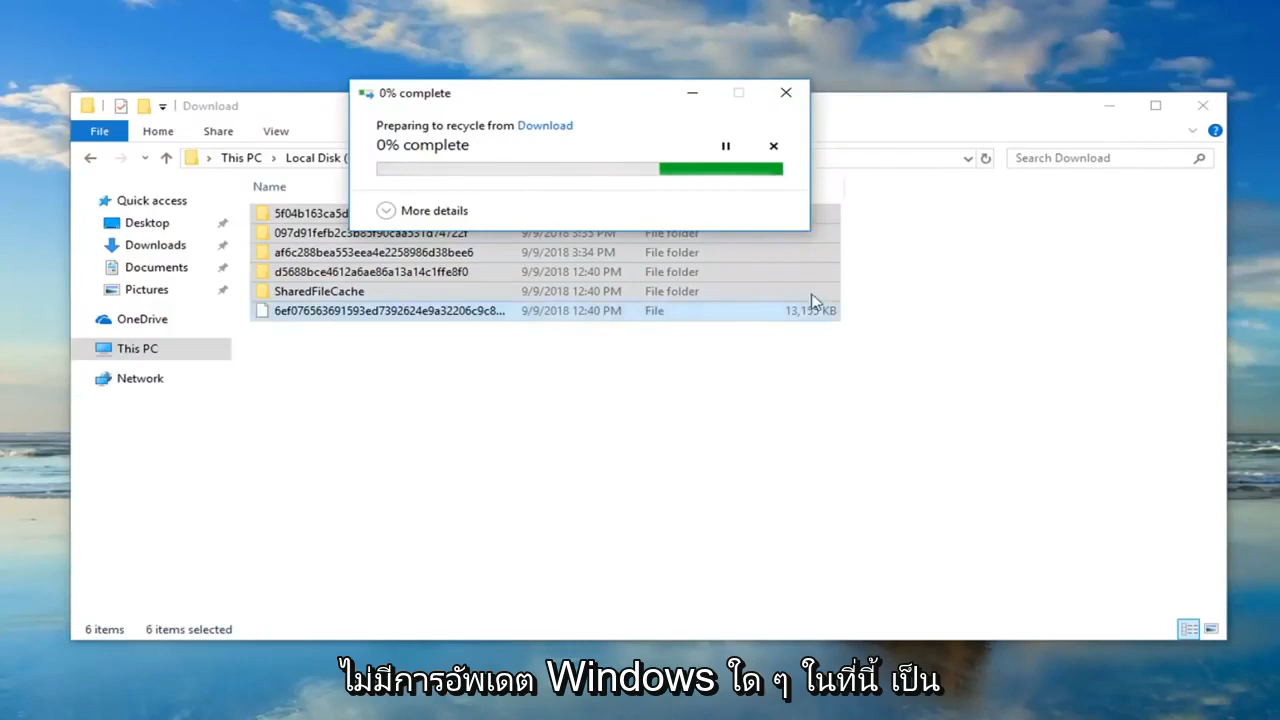 0% complete
Preparing to recycle from Download
0% complete
More details
Download
File Home Share View
This PC Local Disk (
Search Download
Name
Quick access
Desktop
Downloads
Documents
Pictures
OneDrive
This PC
Network
9/9/2018 3:35 PM File folder
af6c288bea553eea4e2258986d38bee6 9/9/2018 3:34 PM File folder
d5688bce4612a6ae86a13a14c1ffe8f0 9/9/2018 12:40 PM File folder
SharedFileCache 9/9/2018 12:40 PM File folder
6ef076563691593ed7392624e9a32206c9c8... 9/9/2018 12:40 PM File KB
6 items 6 items selected
ไม่มีการอัพเดต Windows ใด ๆ ในที่นี้ เป็น